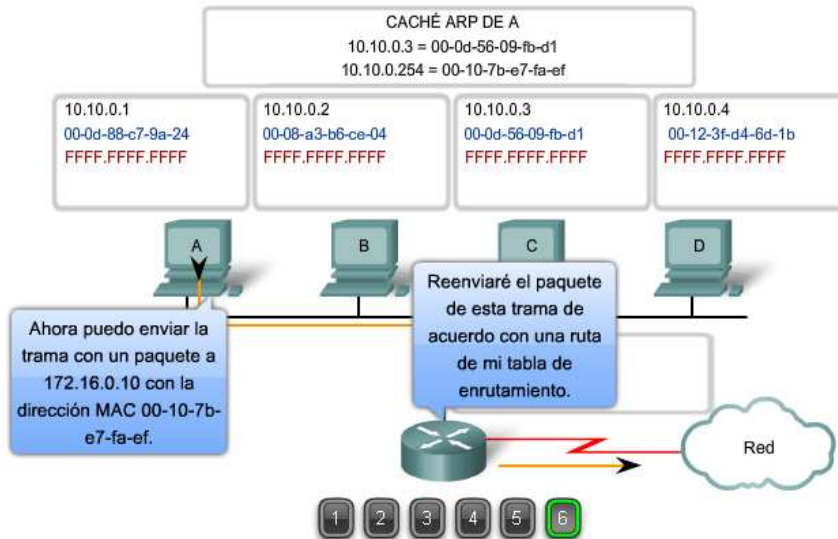 CACHÉ ARP DE A
10.10.0.3 = 00-0d-56-09-fb-d1
10.10.0.254 = 00-10-7b-e7-fa-ef
10.10.0.1
00-0d-88-c7-9a-24
FFFF.FFFF.FFFF
10.10.0.2
00-08-a3-b6-ce-04
FFFF.FFFF.FFFF
10.10.0.3
00-0d-56-09-fb-d1
FFFF.FFFF.FFFF
10.10.0.4
00-12-3f-d4-6d-1b
FFFF.FFFF.FFFF
A
B
C
D
Ahora puedo enviar la
trama con un paquete a
172.16.0.10 con la
dirección MAC 00-10-7b-
e7-fa-ef.
Reenviaré el paquete
de esta trama de
acuerdo con una ruta
de mi tabla de
enrutamiento.
Red
1
2
3
4
5
6